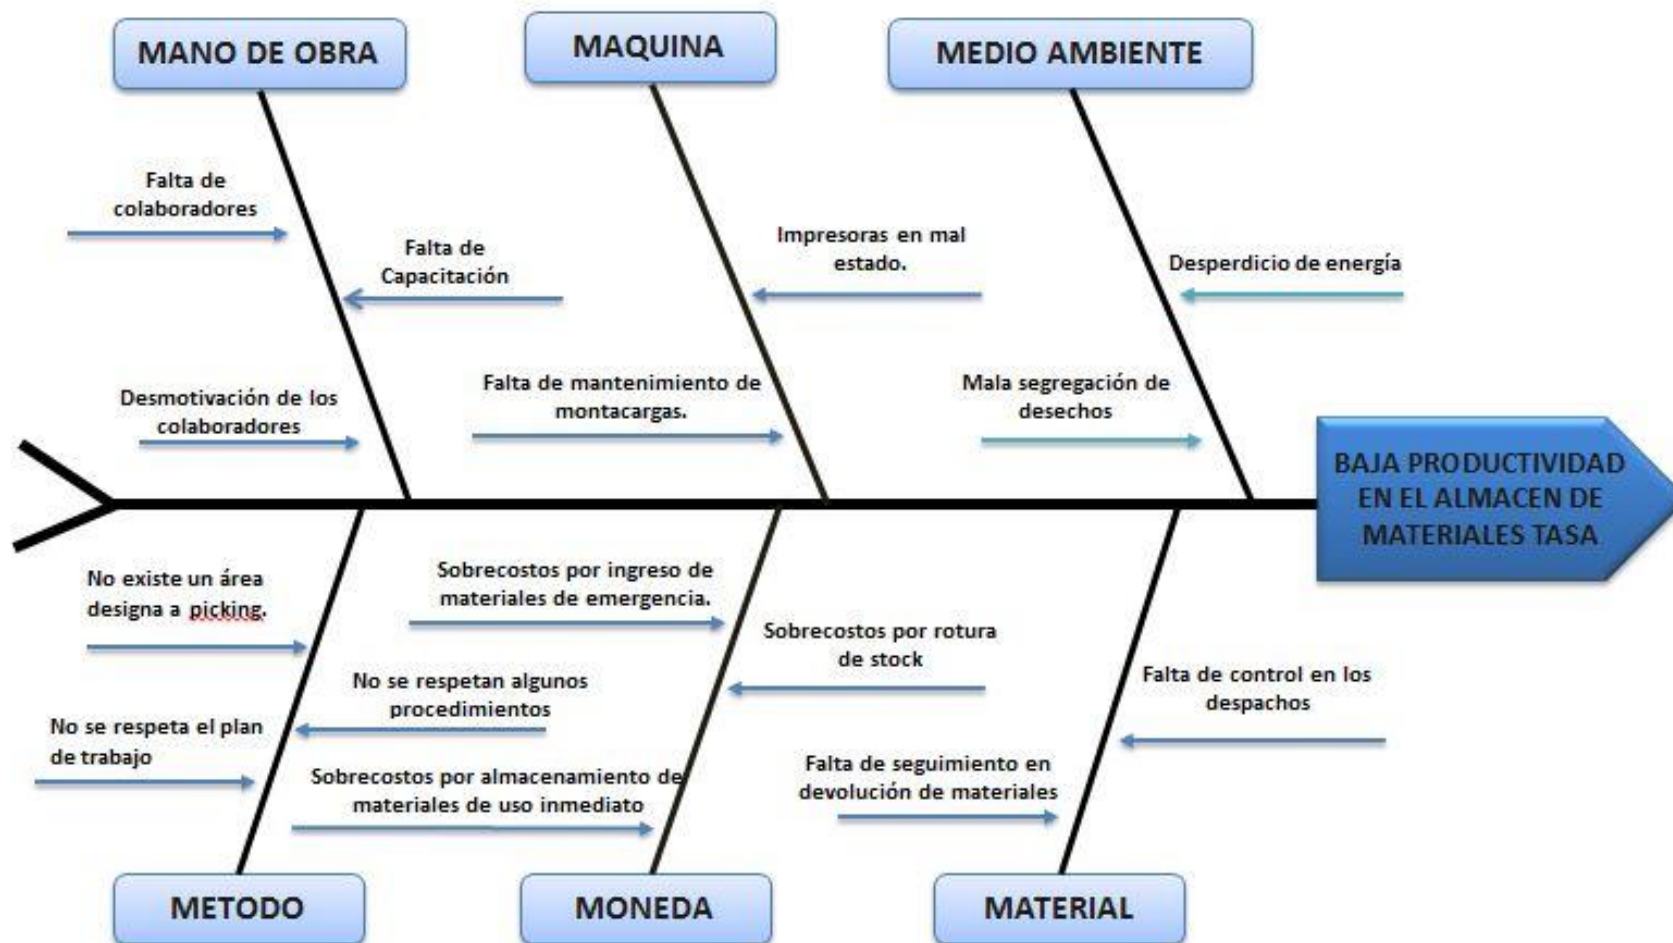 MANO DE OBRA
MAQUINA
MEDIO AMBIENTE
Falta de
colaboradores
Falta de
Capacitación
Desmotivación de los
colaboradores
Impresoras en mal
estado.
Falta de mantenimiento de
montacargas.
Desperdicio de energía
Mala segregación de
desechos
BAJA PRODUCTIVIDAD
EN EL ALMACEN DE
MATERIALES TASA
No existe un área
designa a picking.
No se respetan algunos
procedimientos
No se respeta el plan
de trabajo
Sobrecostos por ingreso de
materiales de emergencia.
Sobrecostos por rotura
de stock
Sobrecostos por almacenamiento de
materiales de uso inmediato
Falta de control en los
despachos
Falta de seguimiento en
devolución de materiales
METODO
MONEDA
MATERIAL